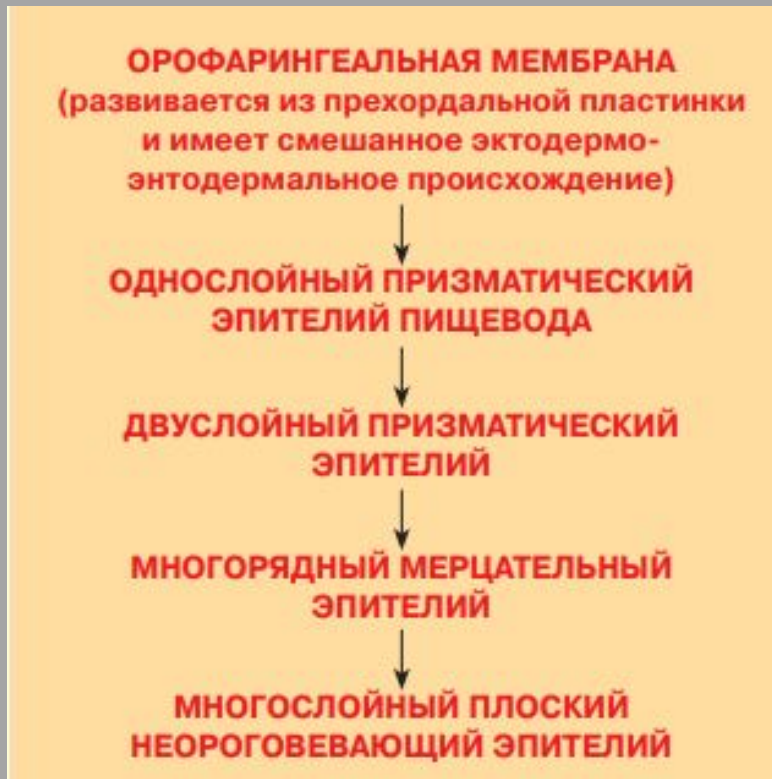 ОРОФАРИНГЕАЛЬНАЯ МЕМБРАНА
(развивается из прехордальной пластинки
и имеет смешанное эктодермо-
энтодермальное происхождение)
ОДНОСЛОЙНЫЙ ПРИЗМАТИЧЕСКИЙ
ЭПИТЕЛИЙ ПИЩЕВОДА
ДВУСЛОЙНЫЙ ПРИЗМАТИЧЕСКИЙ
ЭПИТЕЛИЙ
МНОГОРЯДНЫЙ МЕРЦАТЕЛЬНЫЙ
ЭПИТЕЛИЙ
МНОГОСЛОЙНЫЙ ПЛОСКИЙ
НЕОРОГОВЕВАЮЩИЙ ЭПИТЕЛИЙ